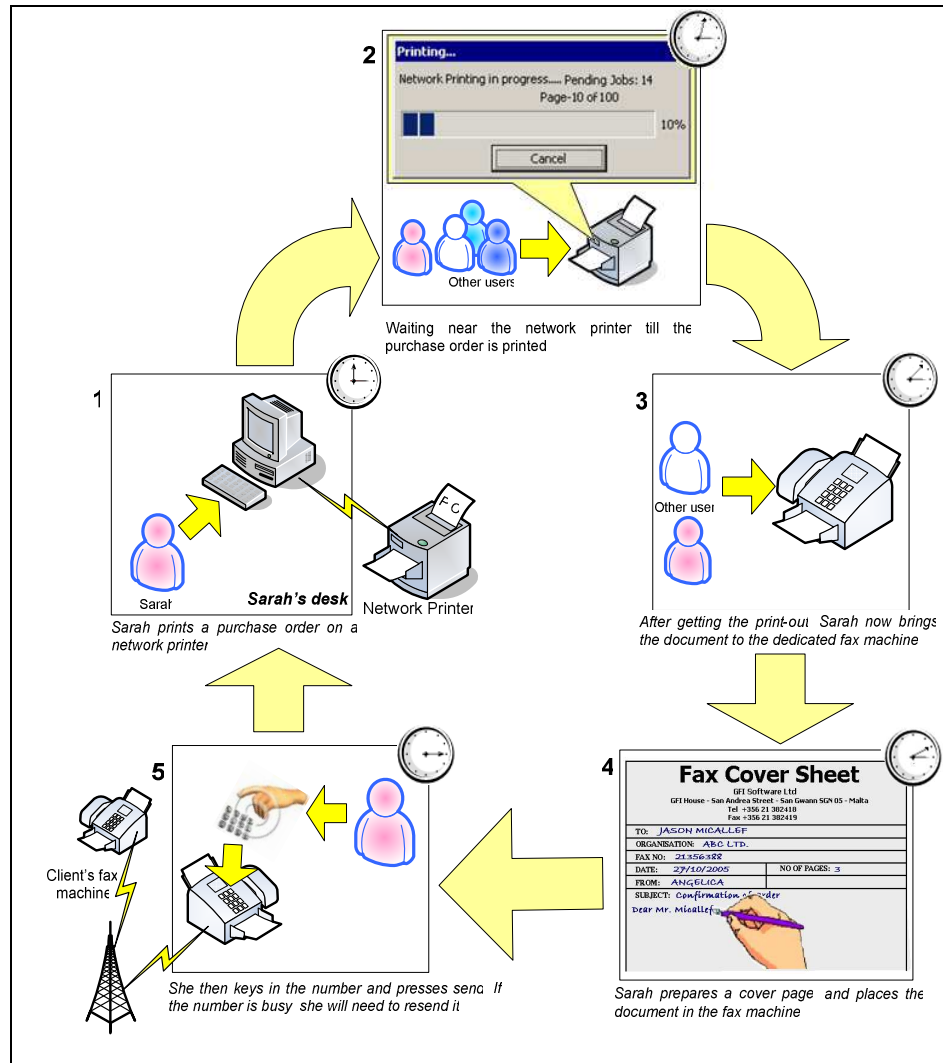 2
Printing...
Network Printing in progress..... Pending Jobs: 14
Page-10 of 100
10%
Cancel
Other users
Waiting near the network printer till the
purchase order is printed
1
Sarah
Sarah's desk
Network Printer
Sarah prints a purchase order on a
network printer
3
Other user
After getting the print-out Sarah now brings
the document to the dedicated fax machine
4
Fax Cover Sheet
GFI Software Ltd
GFI House - San Andrea Street - San Gwann SGN 05 - Malta
Tel +356 21 382418
Fax +356 21 382419
TO: JASON MICALLEF
ORGANISATION: ABC LTD.
FAX NO: 21356388
DATE: 27/10/2005 NO OF PAGES: 3
FROM: ANGELICA
SUBJECT: Confirmation of order
Dear Mr. Micallef
Sarah prepares a cover page and places the
document in the fax machine
5
Client's fax
machine
She then keys in the number and presses send If
the number is busy she will need to resend it